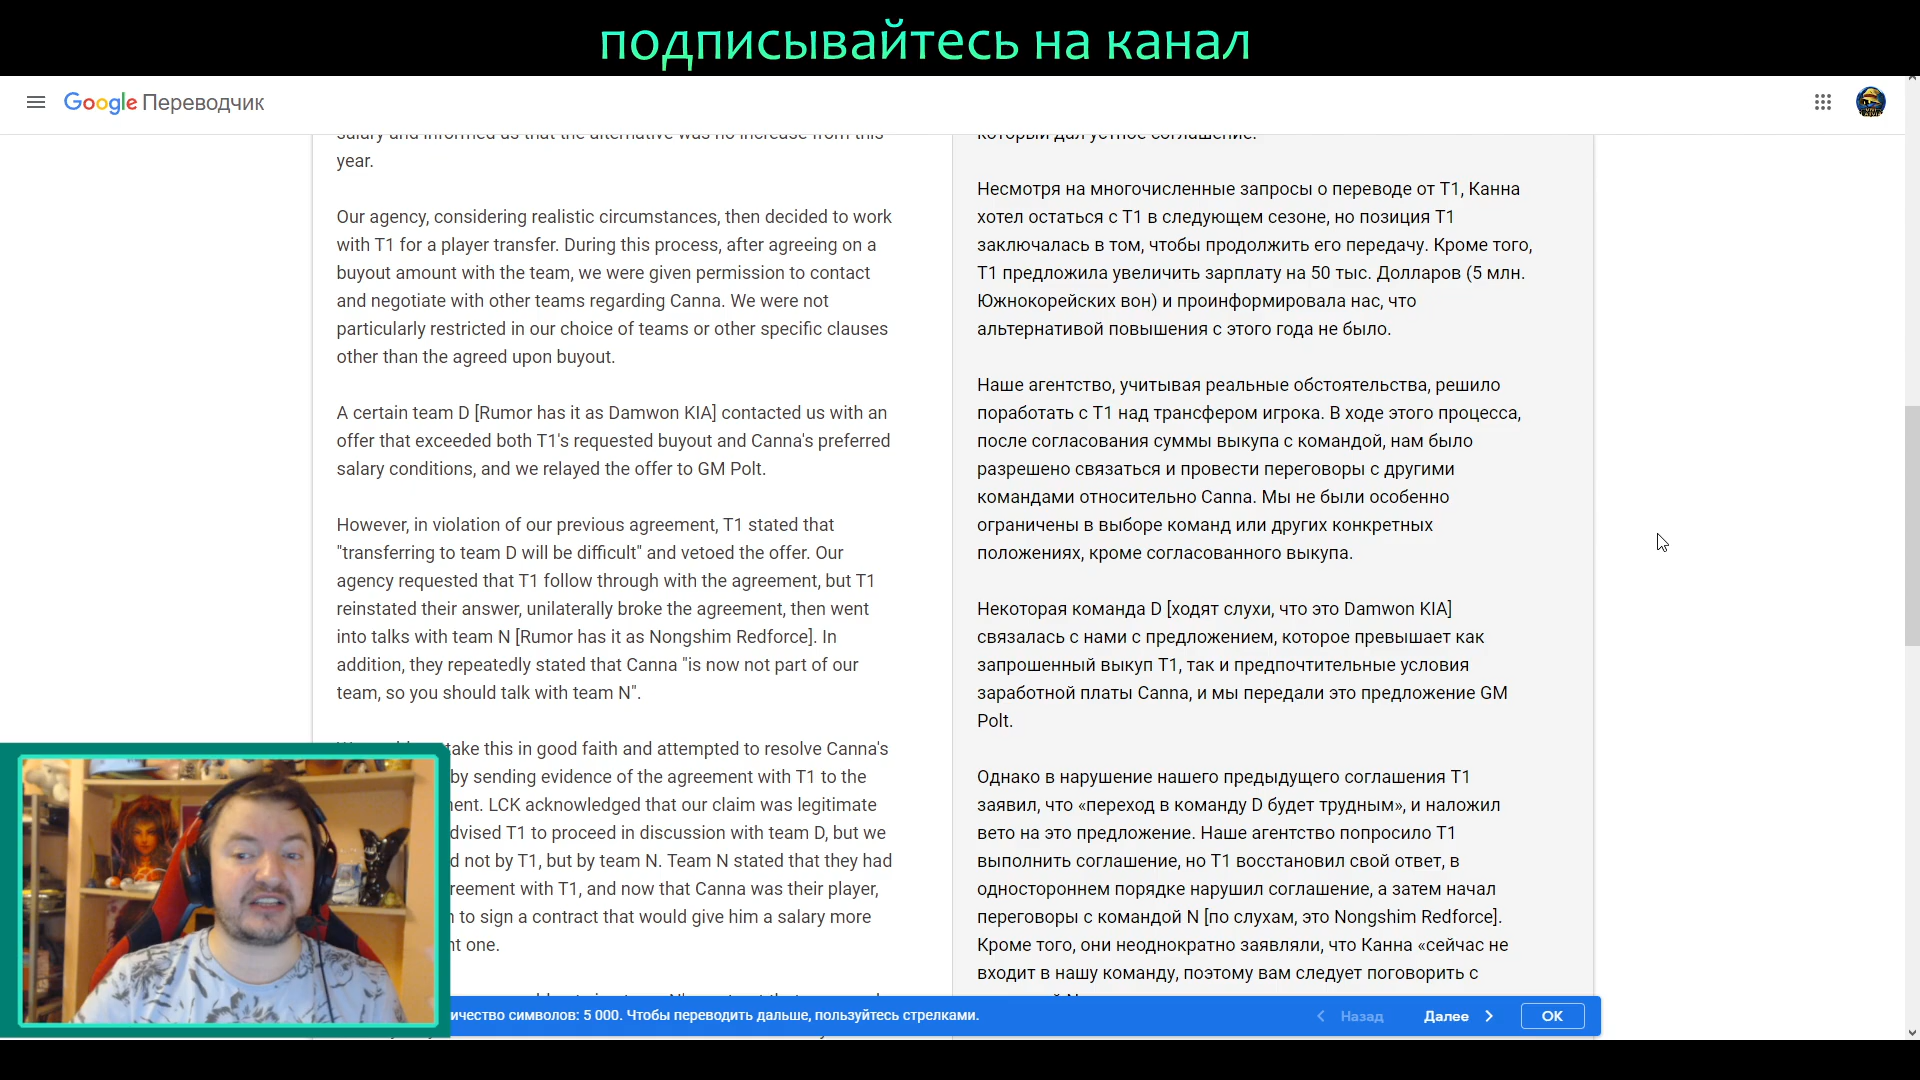 подписывайтесь на канал
Google Переводчик
salary and informed us that the alternative was no increase from this
year.
Our agency, considering realistic circumstances, then decided to work
with T1 for a player transfer. During this process, after agreeing on a
buyout amount with the team, we were given permission to contact
and negotiate with other teams regarding Canna. We were not
particularly restricted in our choice of teams or other specific clauses
other than the agreed upon buyout.
A certain team D [Rumor has it as Damwon KIA] contacted us with an
offer that exceeded both T1's requested buyout and Canna's preferred
salary conditions, and we relayed the offer to GM Polt.
However, in violation of our previous agreement, T1 stated that
"transferring to team D will be difficult" and vetoed the offer. Our
agency requested that T1 follow through with the agreement, but T1
reinstated their answer, unilaterally broke the agreement, then went
into talks with team N [Rumor has it as Nongshim Redforce]. In
addition, they repeatedly stated that Canna "is now not part of our
team, so you should talk with team N".
take this in good faith and attempted to resolve Canna's
by sending evidence of the agreement with T1 to the
LCK acknowledged that our claim was legitimate
dvised T1 to proceed in discussion with team D, but we
d not by T1, but by team N. Team N stated that they had
reement with T1, and now that Canna was their player,
to sign a contract that would give him a salary more
nt one.
который дал устное соглашение.
Несмотря на многочисленные запросы о переводе от T1, Канна
хотел остаться с T1 в следующем сезоне, но позиция T1
заключалась в том, чтобы продолжить его передачу. Кроме того,
T1 предложила увеличить зарплату на 50 тыс. Долларов (5 млн.
Южнокорейских вон) и проинформировала нас, что
альтернативой повышения с этого года не было.
Наше агентство, учитывая реальные обстоятельства, решило
поработать с T1 над трансфером игрока. В ходе этого процесса,
после согласования суммы выкупа с командой, нам было
разрешено связаться и провести переговоры с другими
командами относительно Canna. Мы не были особенно
ограничены в выборе команд или других конкретных
положениях, кроме согласованного выкупа.
Некоторая команда D [ходят слухи, что это Damwon KIA]
связалась с нами с предложением, которое превышает как
запрошенный выкуп T1, так и предпочтительные условия
заработной платы Canna, и мы передали это предложение GM
Polt.
Однако в нарушение нашего предыдущего соглашения T1
заявил, что «переход в команду D будет трудным», и наложил
вето на это предложение. Наше агентство попросило T1
выполнить соглашение, но T1 восстановил свой ответ, в
одностороннем порядке нарушил соглашение, а затем начал
переговоры с командой N [по слухам, это Nongshim Redforce].
Кроме того, они неоднократно заявляли, что Канна «сейчас не
входит в нашу команду, поэтому вам следует поговорить с
ичество символов: 5 000. Чтобы переводить дальше, пользуйтесь стрелками.
Назад
Далее
ОК